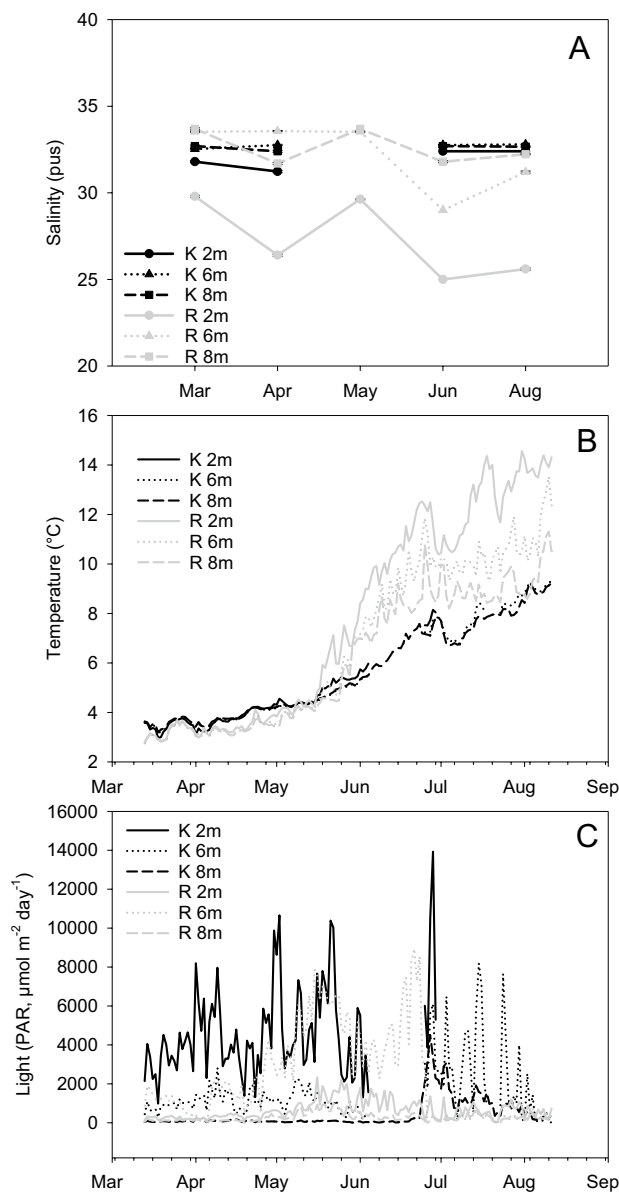 A
40
35
30
25
20
Salinity (pus)
K 2m
K 6m
K 8m
R 2m
R 6m
R 8m
Mar Apr May Jun Aug
B
16
14
12
10
8
6
4
2
Temperature (°C)
K 2m
K 6m
K 8m
R 2m
R 6m
R 8m
Mar Apr May Jun Jul Aug Sep
C
16000
14000
12000
10000
8000
6000
4000
2000
0
Light (PAR, µmol m⁻² day⁻¹)
K 2m
K 6m
K 8m
R 2m
R 6m
R 8m
Mar Apr May Jun Jul Aug Sep